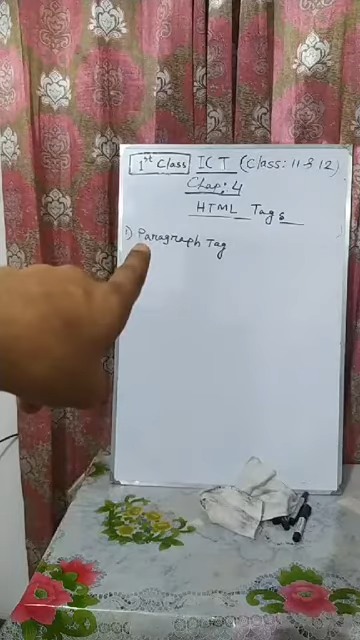 1st Class ICT (Class: 11 & 12)
Chap: 4
HTML Tags
1) Paragraph Tag